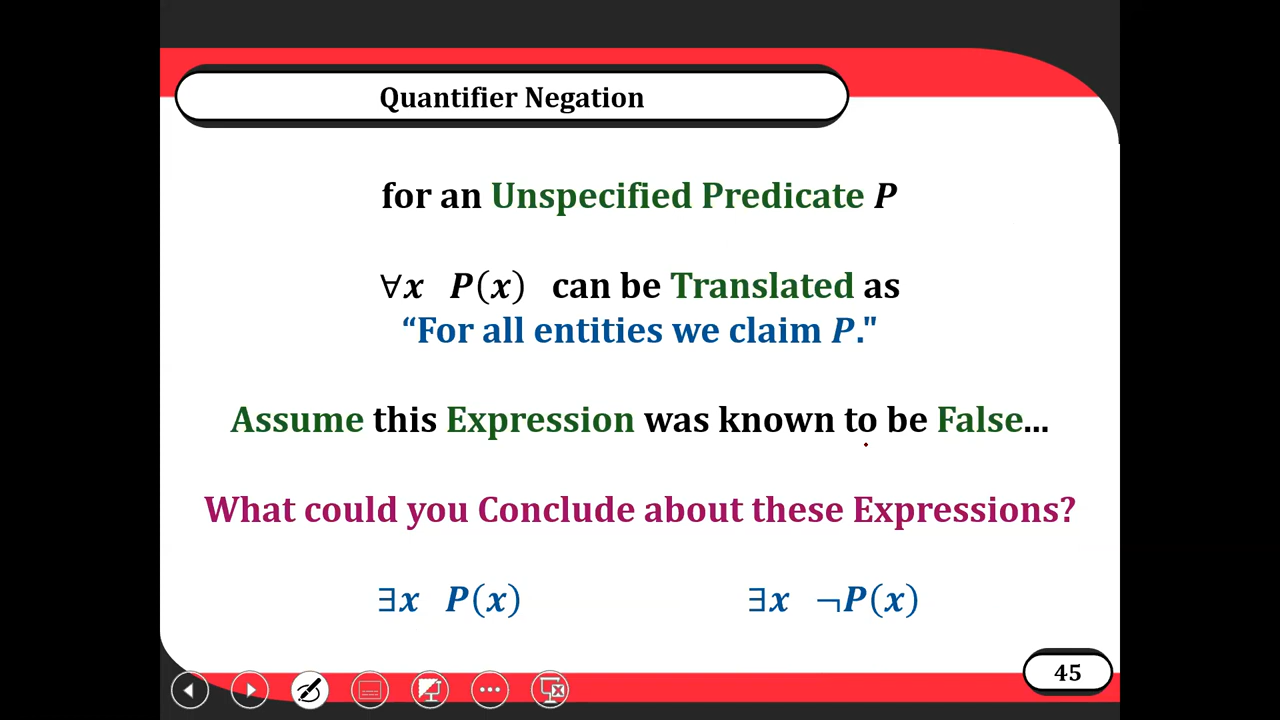 Quantifier Negation
for an Unspecified Predicate P
∀x P(x) can be Translated as
“For all entities we claim P."
Assume this Expression was known to be False...
What could you Conclude about these Expressions?
∃x P(x) ∃x ¬P(x)
45